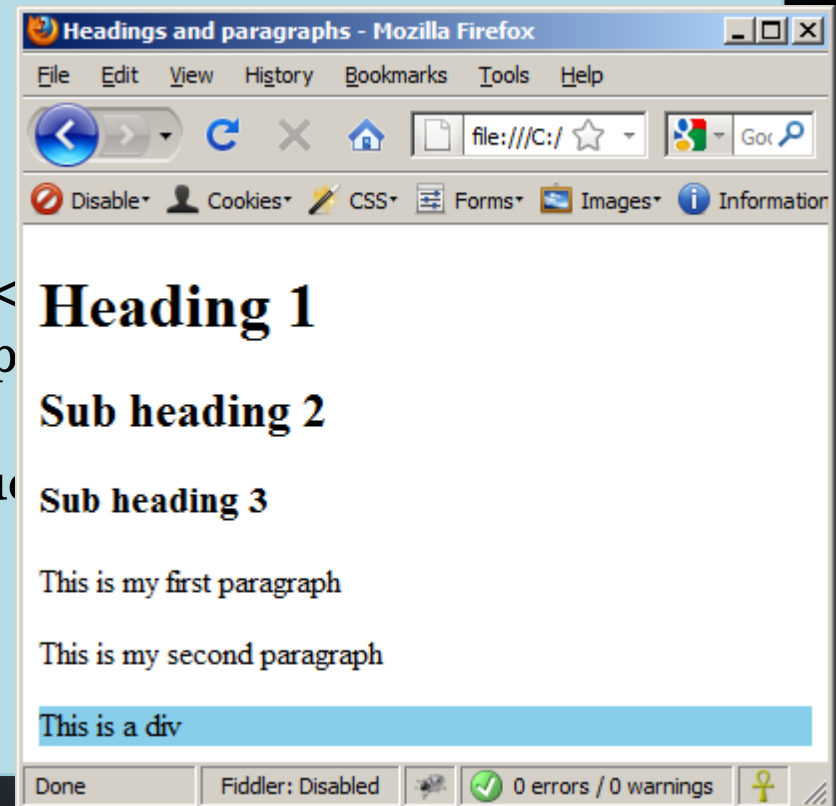 Headings and paragraphs - Mozilla Firefox
File Edit View History Bookmarks Tools Help
file:///C:/
Disable Cookies CSS Forms Images Information
<
Heading 1
p
Sub heading 2
Sub heading 3
This is my first paragraph
This is my second paragraph
This is a div
Done Fiddler: Disabled 0 errors / 0 warnings